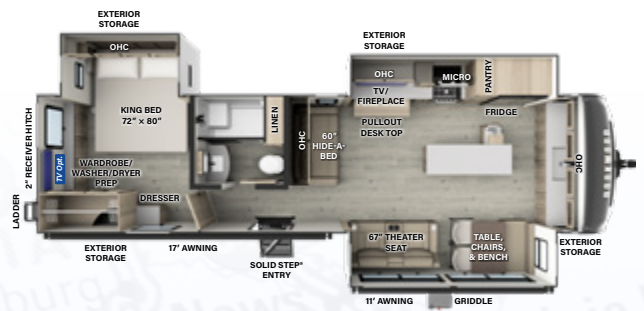 EXTERIOR
STORAGE
OHC
KING BED
72" × 80"
2" RECEIVER HITCH
TV Opt.
WARDROBE/
WASHER/DRYER
PREP
LADDER
DRESSER
EXTERIOR
STORAGE
17' AWNING
SOLID STEP®
ENTRY
LINEN
OHC
60"
HIDE-A-
BED
EXTERIOR
STORAGE
OHC
MICRO
PANTRY
TV/
FIREPLACE
FRIDGE
PULLOUT
DESK TOP
OHC
67" THEATER
SEAT
TABLE,
CHAIRS,
& BENCH
EXTERIOR
STORAGE
11' AWNING
GRIDDLE